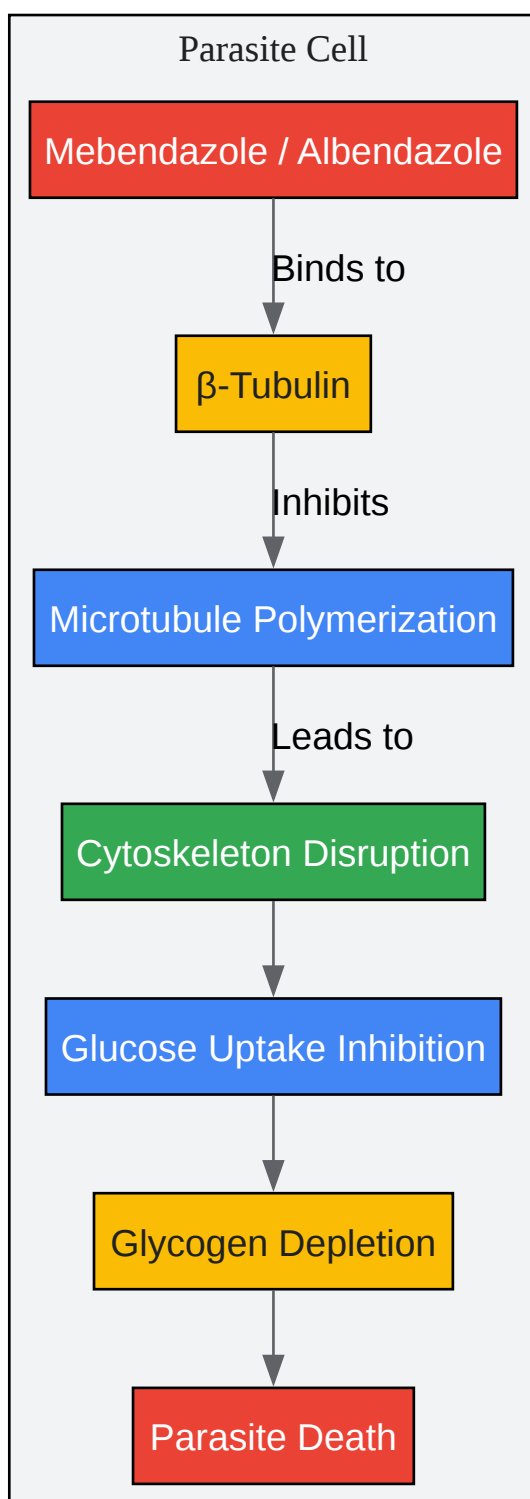 Parasite Cell
Mebendazole / Albendazole
Binds to
β-Tubulin
Inhibits
Microtubule Polymerization
Leads to
Cytoskeleton Disruption
Glucose Uptake Inhibition
Glycogen Depletion
Parasite Death